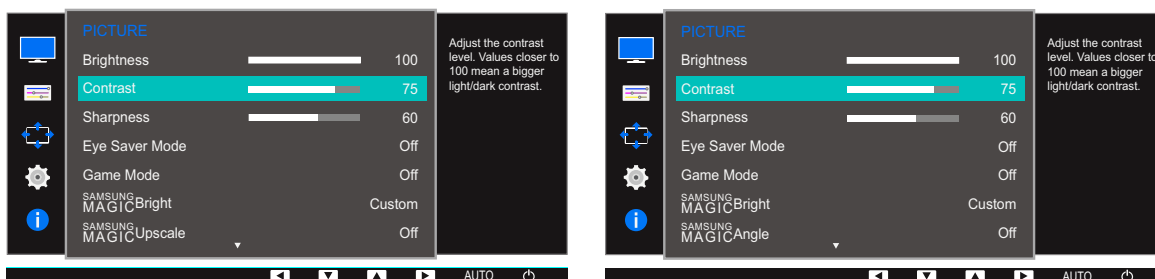 PICTURE
Brightness 100
Contrast 75
Sharpness 60
Eye Saver Mode Off
Game Mode Off
SAMSUNG
MAGICBright Custom
SAMSUNG
MAGICUpscale Off
Adjust the contrast
level. Values closer to
100 mean a bigger
light/dark contrast.
AUTO
PICTURE
Brightness 100
Contrast 75
Sharpness 60
Eye Saver Mode Off
Game Mode Off
SAMSUNG
MAGICBright Custom
SAMSUNG
MAGICAngle Off
Adjust the contrast
level. Values closer to
100 mean a bigger
light/dark contrast.
AUTO